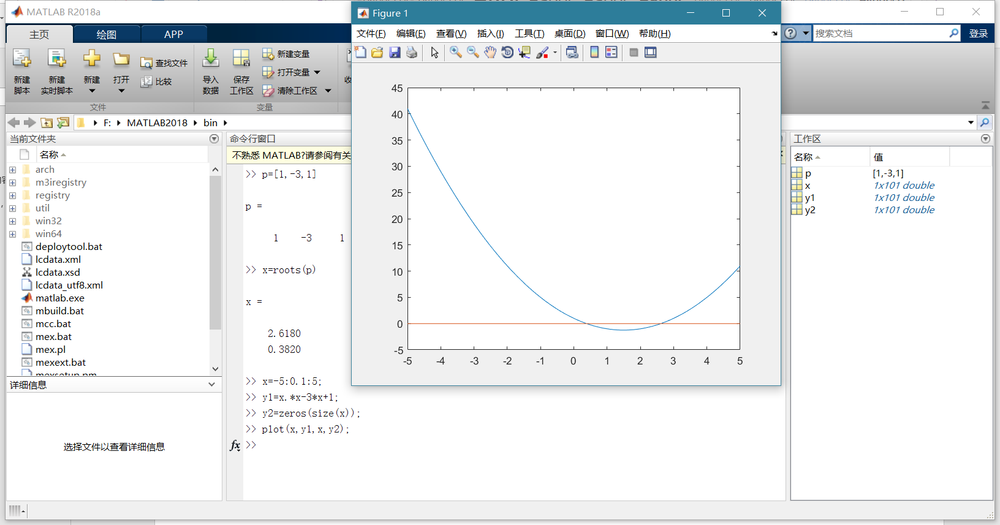 MATLAB R2018a
Figure 1
主页
绘图
APP
文件(F) 编辑(E) 查看(V) 插入(I) 工具(T) 桌面(D) 窗口(W) 帮助(H)
搜索文档
登录
新建
脚本
新建
实时脚本
新建
打开
查找文件
比较
导入
数据
保存
工作区
新建变量
打开变量
清除工作区
文件
变量
F: MATLAB2018 bin
当前文件夹
名称
arch
m3iregistry
registry
util
win32
win64
deploytool.bat
lcdata.xml
lcdata.xsd
lcdata_utf8.xml
matlab.exe
mbuild.bat
mcc.bat
mex.bat
mex.pl
mexext.bat
mexsetup.pm
详细信息
选择文件以查看详细信息
命令行窗口
不熟悉 MATLAB?请参阅有关
>> p=[1,-3,1]
p =
1 -3 1
>> x=roots(p)
x =
2.6180
0.3820
>> x=-5:0.1:5;
>> y1=x.*x-3*x+1;
>> y2=zeros(size(x));
>> plot(x,y1,x,y2);
fx >>
45
40
35
30
25
20
15
10
5
0
-5
-5 -4 -3 -2 -1 0 1 2 3 4 5
工作区
名称 值
p [1,-3,1]
x 1x101 double
y1 1x101 double
y2 1x101 double